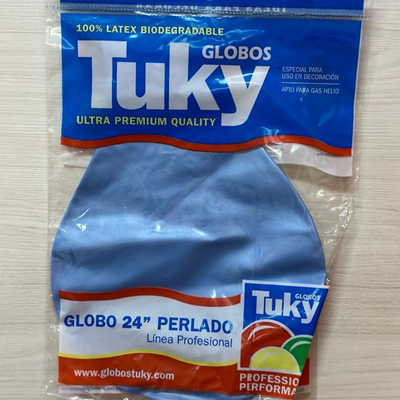 100% LATEX BIODEGRADABLE
GLOBOS
Tuky
ULTRA PREMIUM QUALITY
ESPECIAL PARA
USO EN DECORACIÓN
APTO PARA GAS HELIO
GLOBO 24” PERLADO
Línea Profesional
www.globostuky.com
GLOBOS
Tuky
PROFESSIO
PERFORMA